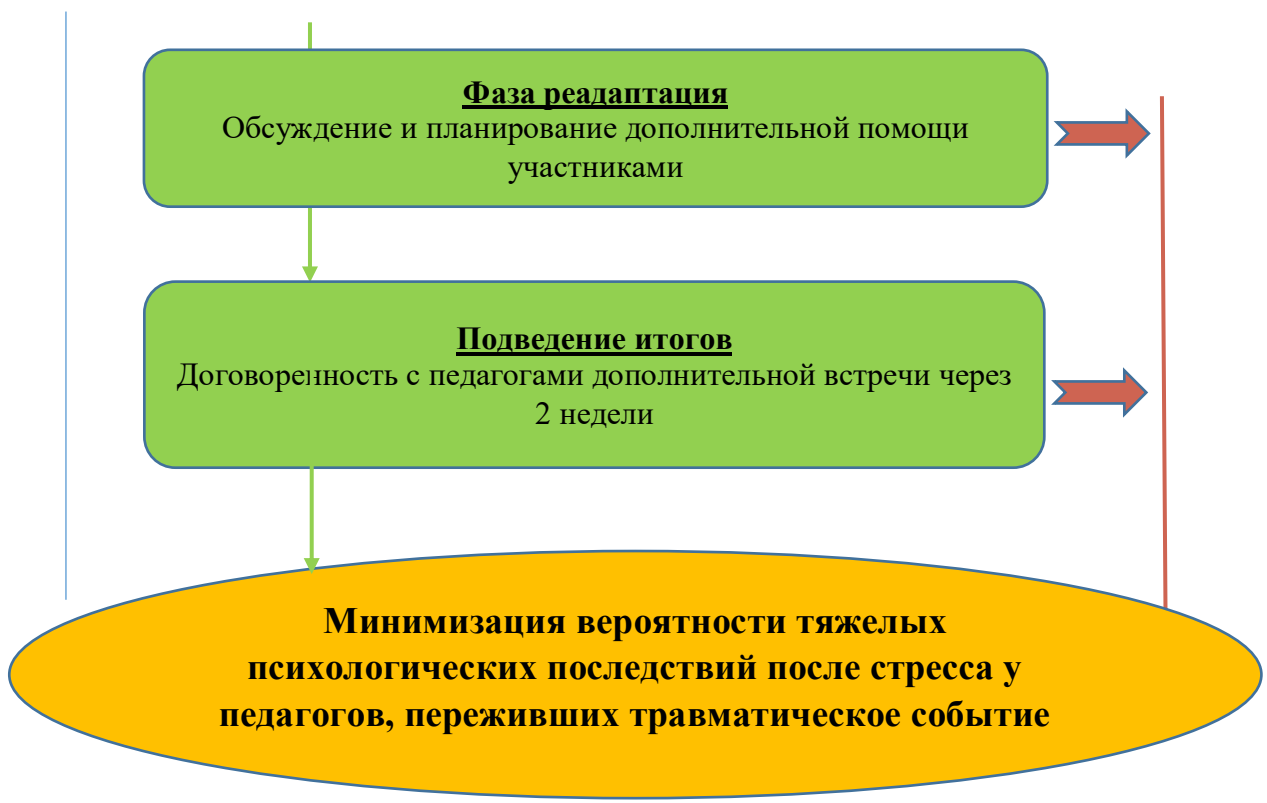 Фаза реадаптация
Обсуждение и планирование дополнительной помощи
участниками
Подведение итогов
Договоренность с педагогами дополнительной встречи через
2 недели
Минимизация вероятности тяжелых
психологических последствий после стресса у
педагогов, переживших травматическое событие